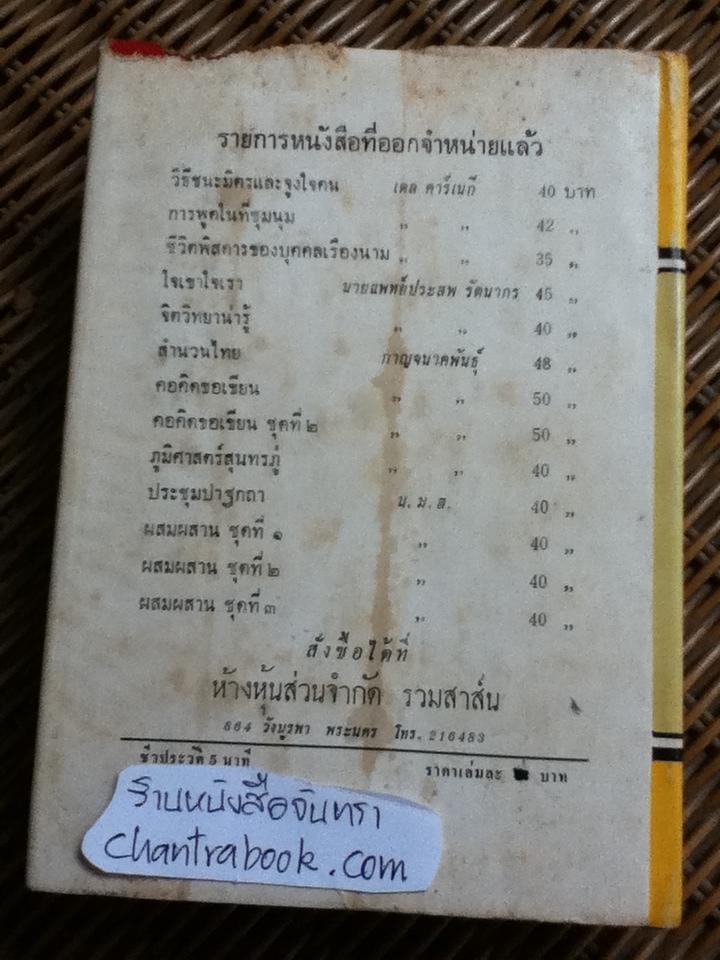 รายการหนังสือที่ออกจำหน่ายแล้ว
วิธีชนะมิตรและจูงใจคน เดล คาร์เนกี 40 บาท
การพูดในที่ชุมนุม ,, ,, 42 ,,
ชีวิตพิสดารของบุคคลเรืองนาม ,, ,, 35 ,,
ใจเขาใจเรา นายแพทย์ประสพ รัตนากร 45 ,,
จิตวิทยาน่ารู้ ,, ,, 40 ,,
สำนวนไทย กาญจนาคพันธุ์ 48 ,,
คอคิดขอเขียน ,, ,, 50 ,,
คอคิดขอเขียน ชุดที่ ๒ ,, ,, 50 ,,
ภูมิศาสตร์สุนทรภู่ ,, ,, 40 ,,
ประชุมปาฐกถา น.ม.ส. 40 ,,
ผสมผสาน ชุดที่ ๑ ,, 40 ,,
ผสมผสาน ชุดที่ ๒ ,, 40 ,,
ผสมผสาน ชุดที่ ๓ ,, 40 ,,
สั่งซื้อได้ที่
ห้างหุ้นส่วนจำกัด รวมสาส์น
864 วังบูรพา พระนคร โทร. 216483
ชีวประวัติ 5 นาที ราคาเล่มละ บาท
ร้านหนังสือจันทรา
chantrabook.com